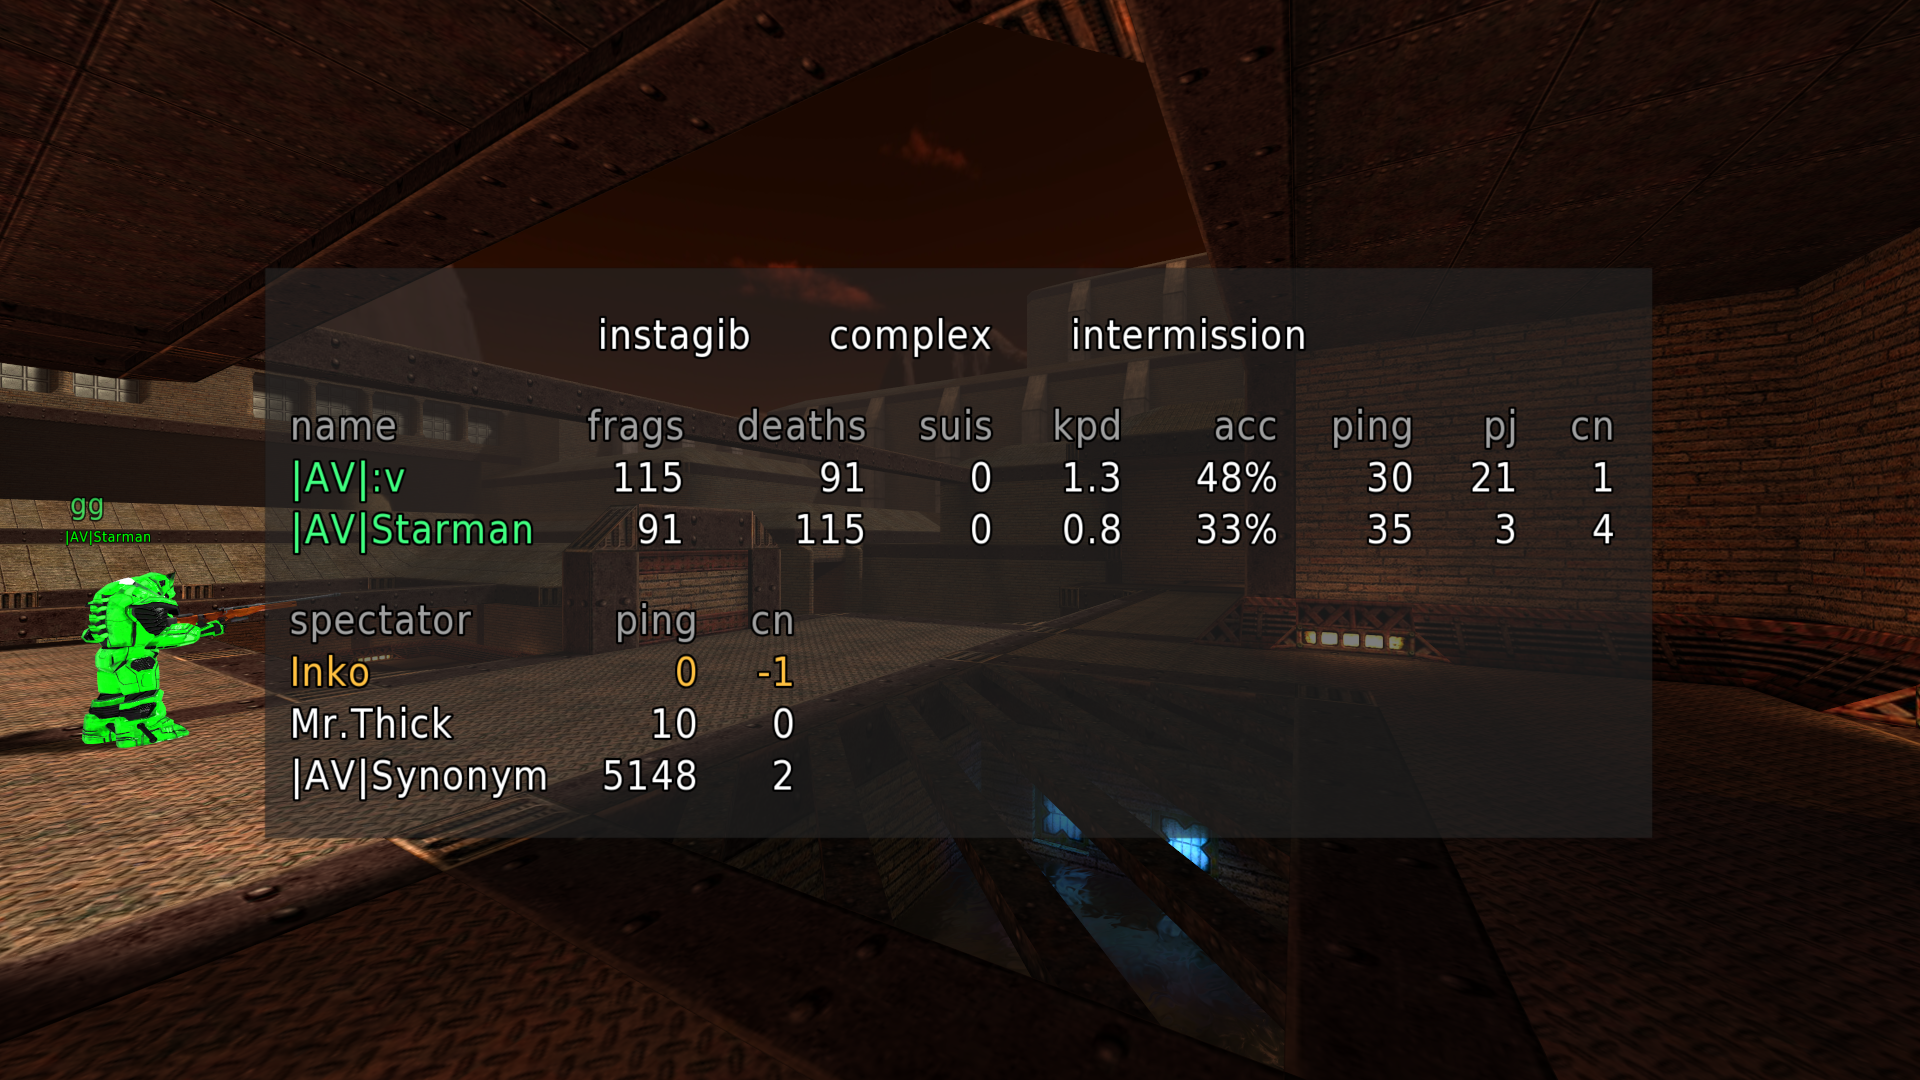 instagib complex intermission
name frags deaths suis kpd acc ping pj cn
|AV|:v 115 91 0 1.3 48% 30 21 1
|AV|Starman 91 115 0 0.8 33% 35 3 4
gg
|AV|Starman
spectator ping cn
Inko 0 -1
Mr.Thick 10 0
|AV|Synonym 5148 2